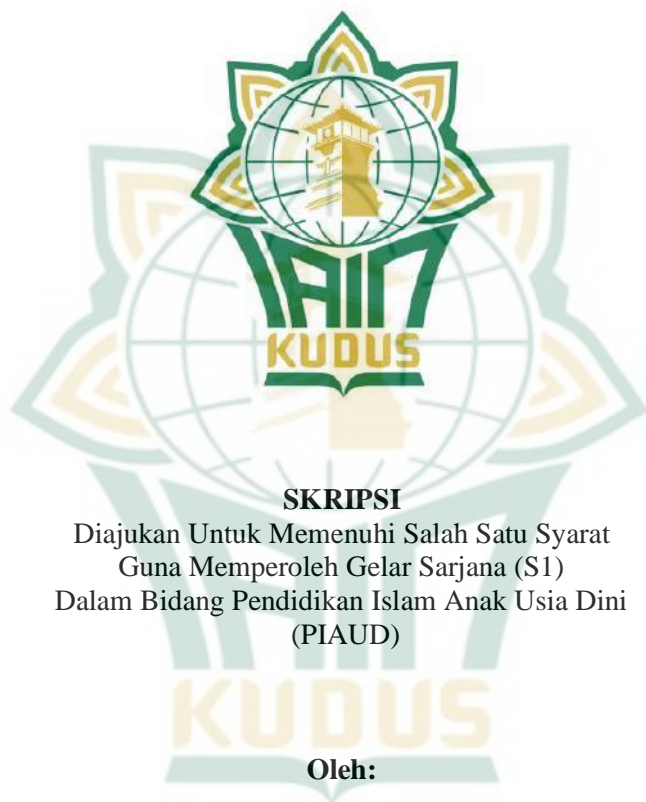 IAIN
KUDUS
SKRIPSI
Diajukan Untuk Memenuhi Salah Satu Syarat
Guna Memperoleh Gelar Sarjana (S1)
Dalam Bidang Pendidikan Islam Anak Usia Dini
(PIAUD)
KUDUS
Oleh: